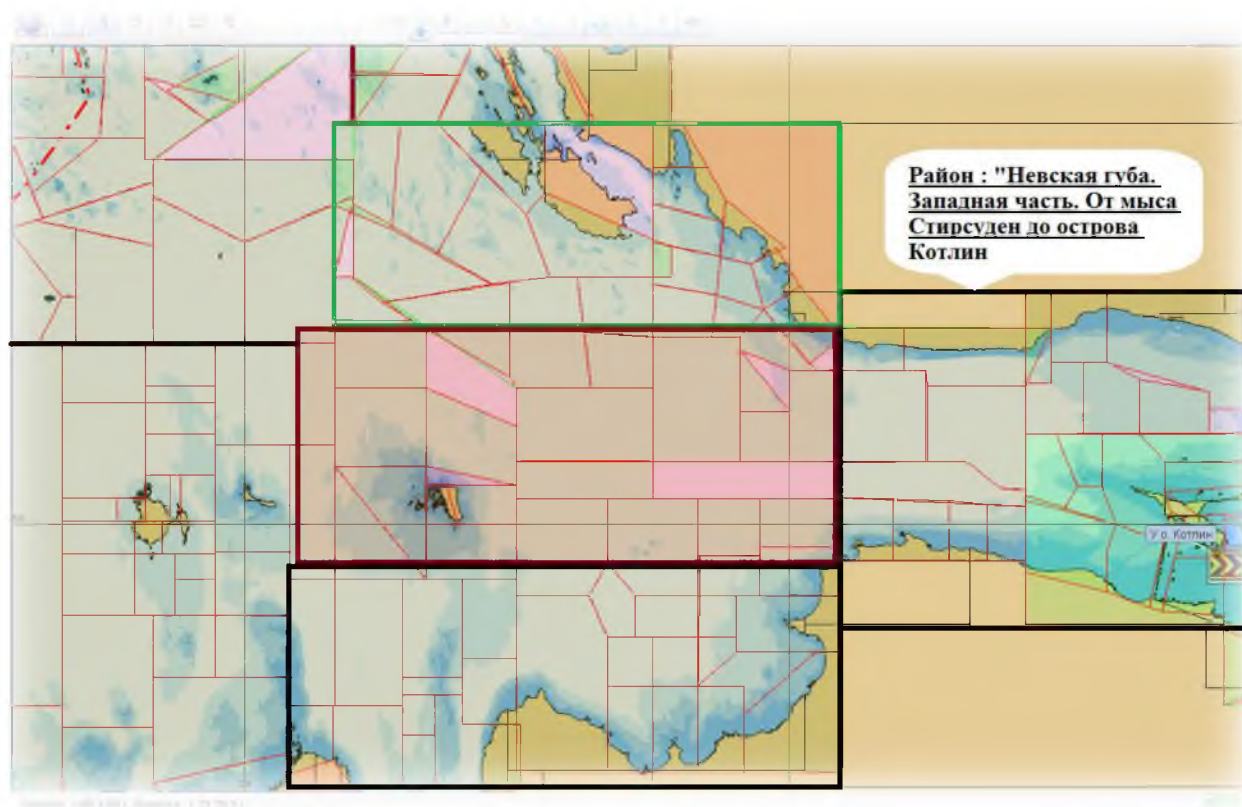 Район : "Невская губа.
Западная часть. От мыса
Стирсуден до острова
Котлин
У о. Котлин